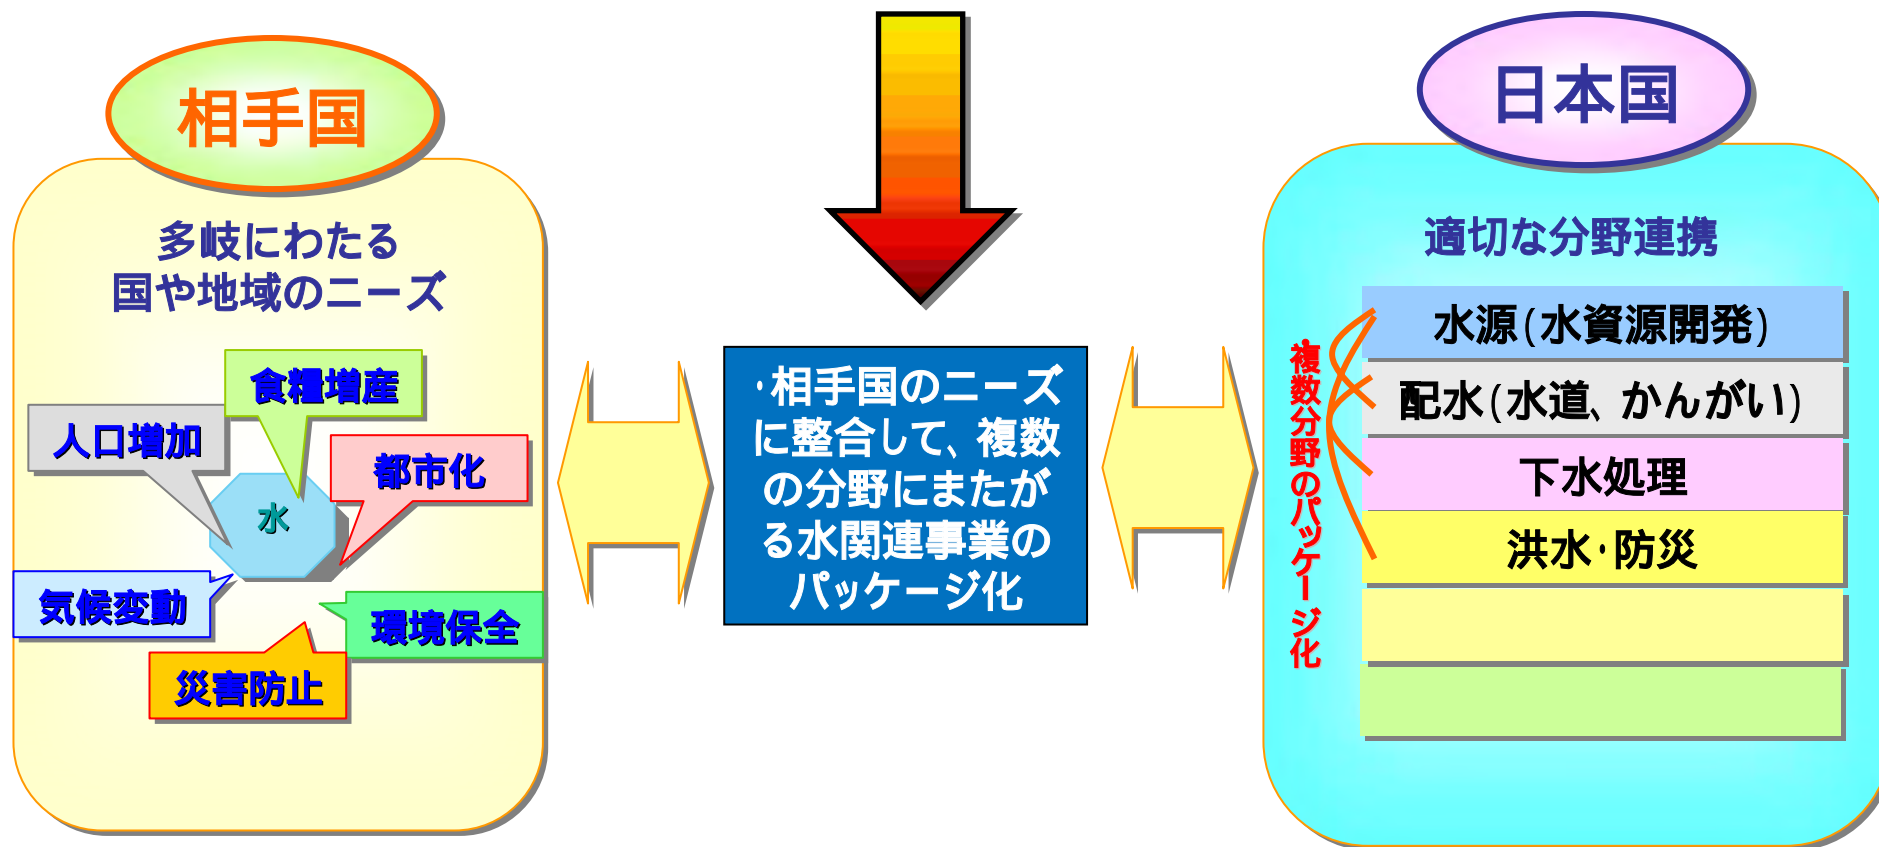 相手国
多岐にわたる
国や地域のニーズ
食糧増産
人口増加
都市化
水
気候変動
環境保全
災害防止
・相手国のニーズ
に整合して、複数
の分野にまたが
る水関連事業の
パッケージ化
日本国
適切な分野連携
水源(水資源開発)
配水(水道、かんがい)
下水処理
洪水・防災
・複数分野のパッケージ化